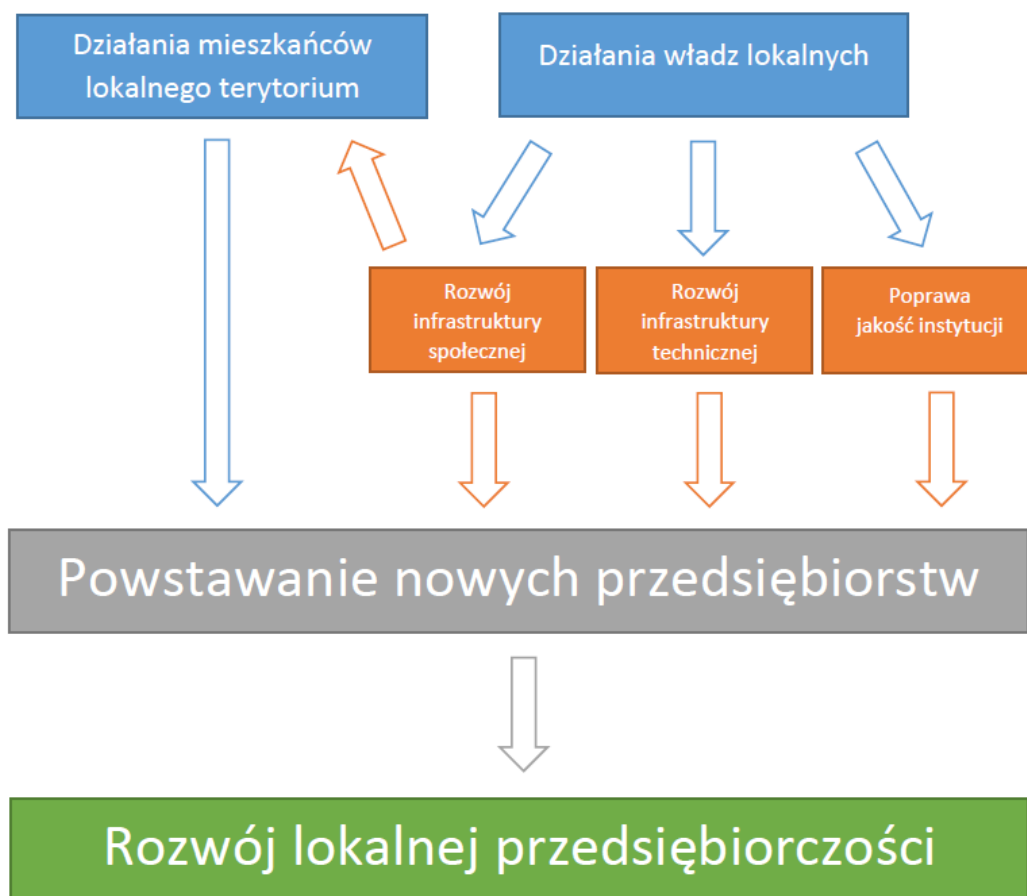 Działania mieszkańców
lokalnego terytorium
Działania władz lokalnych
Rozwój
infrastruktury
społecznej
Rozwój
infrastruktury
technicznej
Poprawa
jakość instytucji
Powstawanie nowych przedsiębiorstw
Rozwój lokalnej przedsiębiorczości